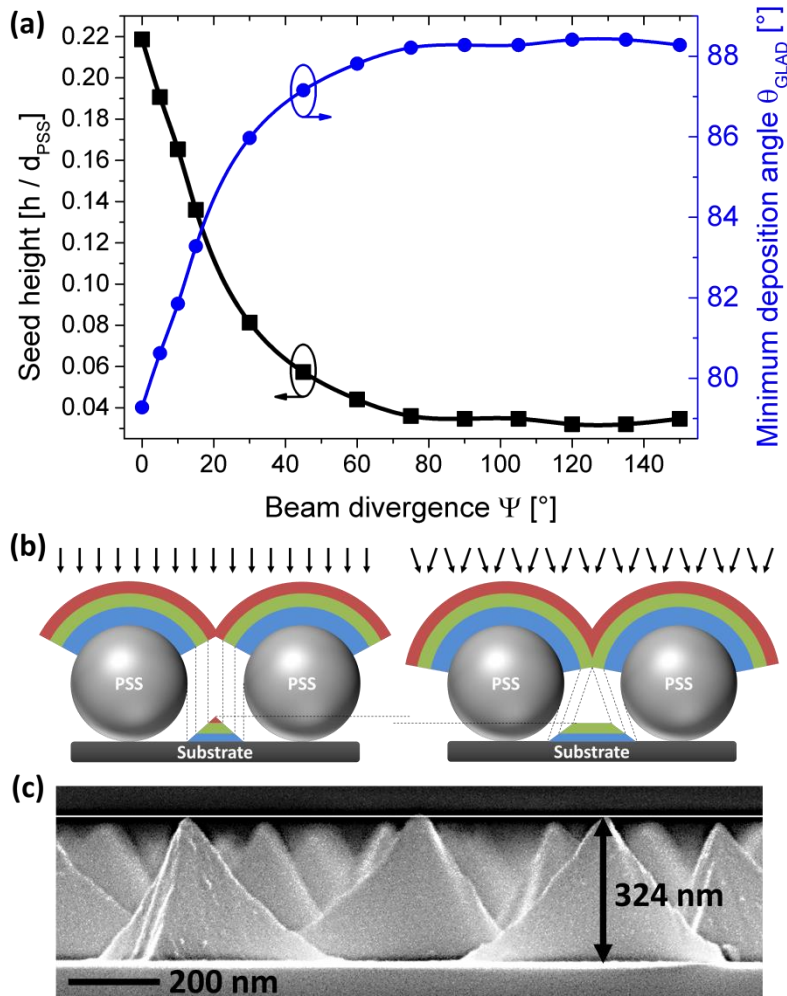 (a)
Seed height [h / d_PSS]
0.22
0.20
0.18
0.16
0.14
0.12
0.10
0.08
0.06
0.04
88
86
84
82
80
Minimum deposition angle θ_GLAD [°]
0 20 40 60 80 100 120 140
Beam divergence Ψ [°]
(b)
PSS PSS PSS PSS
Substrate Substrate
(c)
324 nm
200 nm